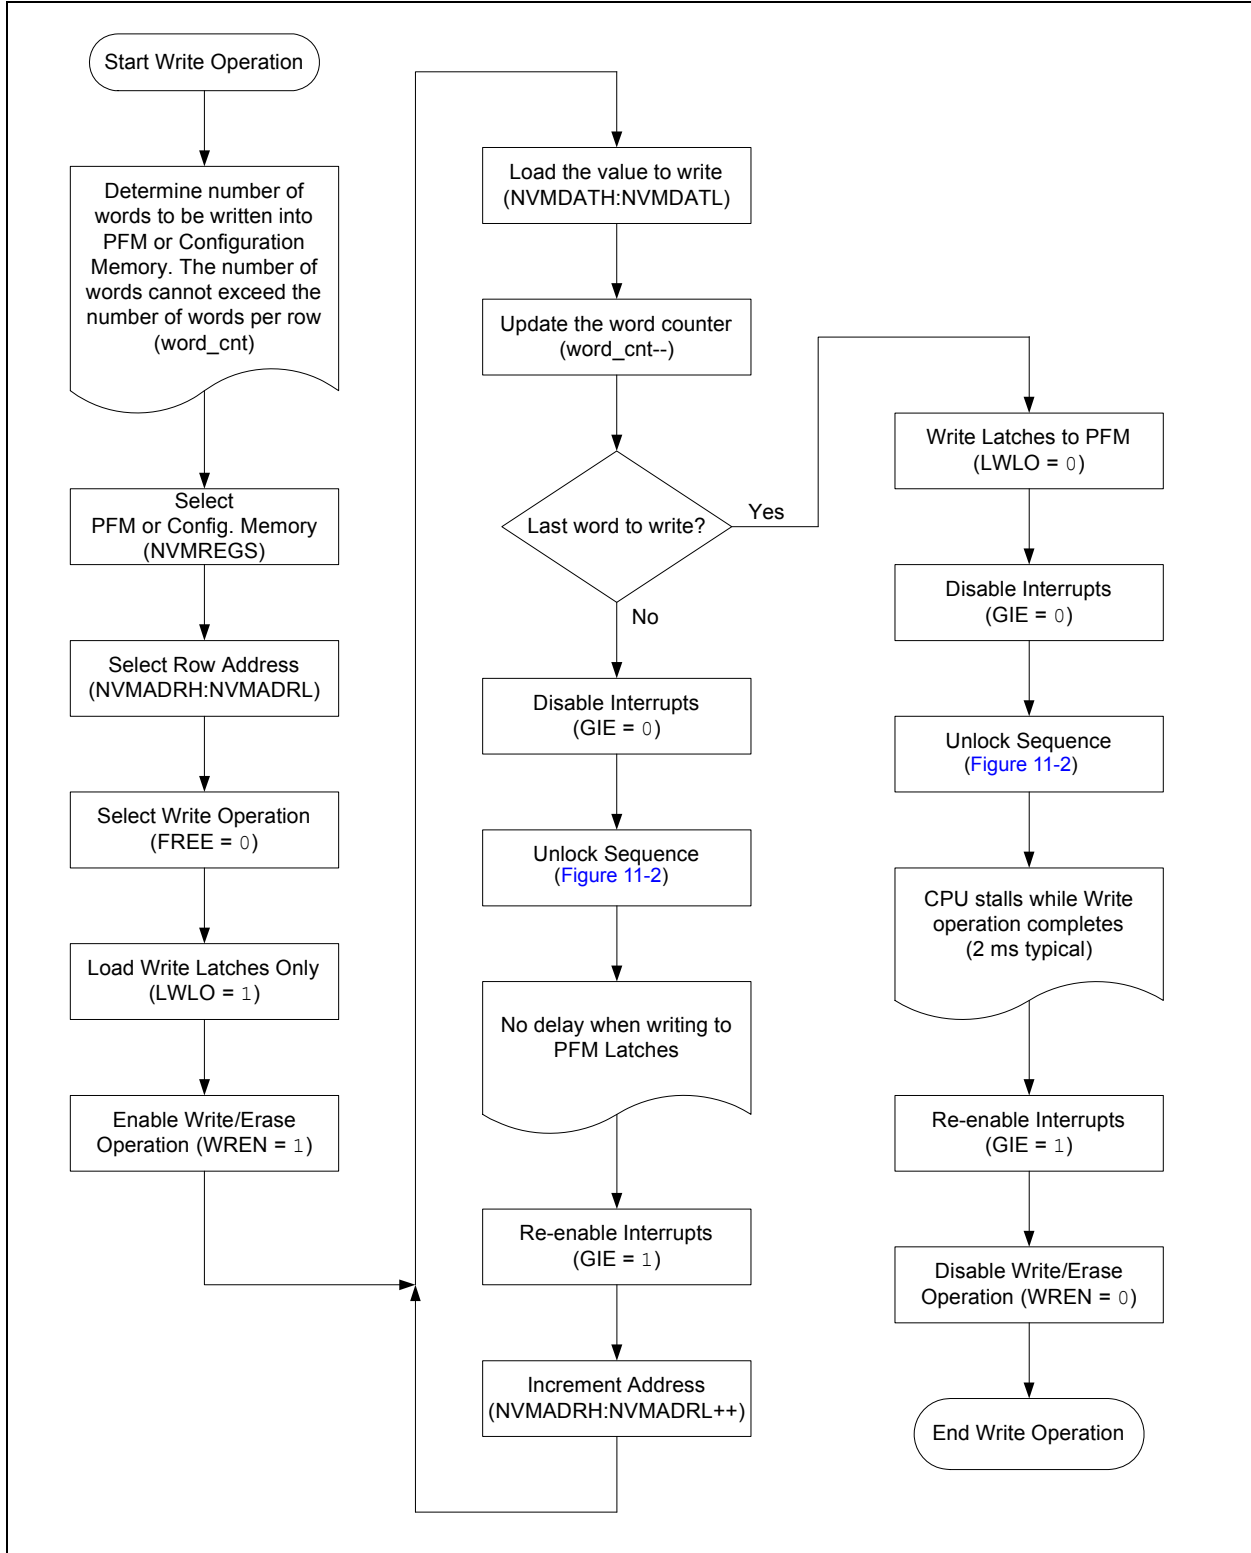 Start Write Operation
Determine number of
words to be written into
PFM or Configuration
Memory. The number of
words cannot exceed the
number of words per row
(word_cnt)
Select
PFM or Config. Memory
(NVMREGS)
Select Row Address
(NVMADRH:NVMADRL)
Select Write Operation
(FREE = 0)
Load Write Latches Only
(LWLO = 1)
Enable Write/Erase
Operation (WREN = 1)
Load the value to write
(NVMDATH:NVMDATL)
Update the word counter
(word_cnt--)
Last word to write?
Yes
No
Disable Interrupts
(GIE = 0)
Unlock Sequence
(Figure 11-2)
No delay when writing to
PFM Latches
Re-enable Interrupts
(GIE = 1)
Increment Address
(NVMADRH:NVMADRL++)
Write Latches to PFM
(LWLO = 0)
Disable Interrupts
(GIE = 0)
Unlock Sequence
(Figure 11-2)
CPU stalls while Write
operation completes
(2 ms typical)
Re-enable Interrupts
(GIE = 1)
Disable Write/Erase
Operation (WREN = 0)
End Write Operation